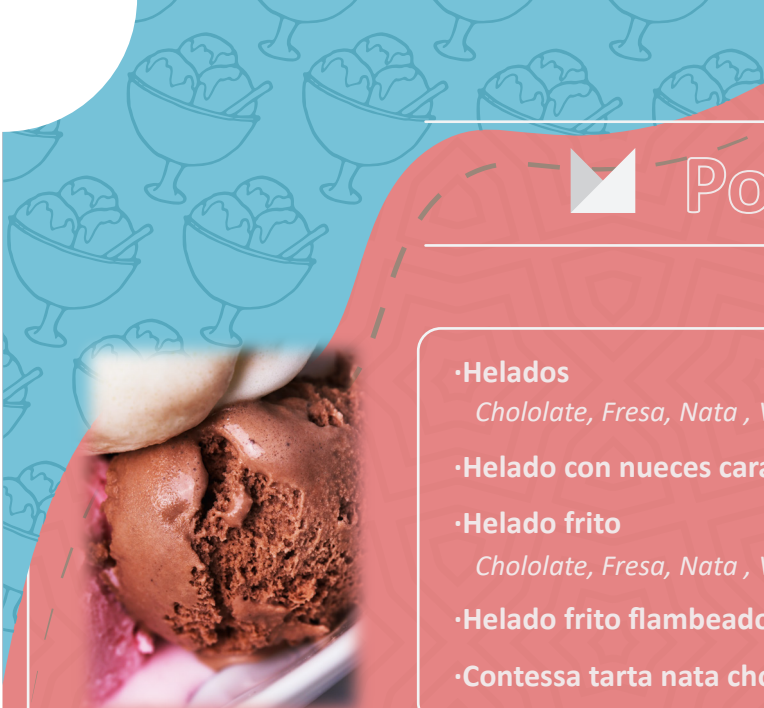 Po
·Helados
Chololate, Fresa, Nata ,
·Helado con nueces cara
·Helado frito
Chololate, Fresa, Nata ,
·Helado frito flambeado
·Contessa tarta nata cho